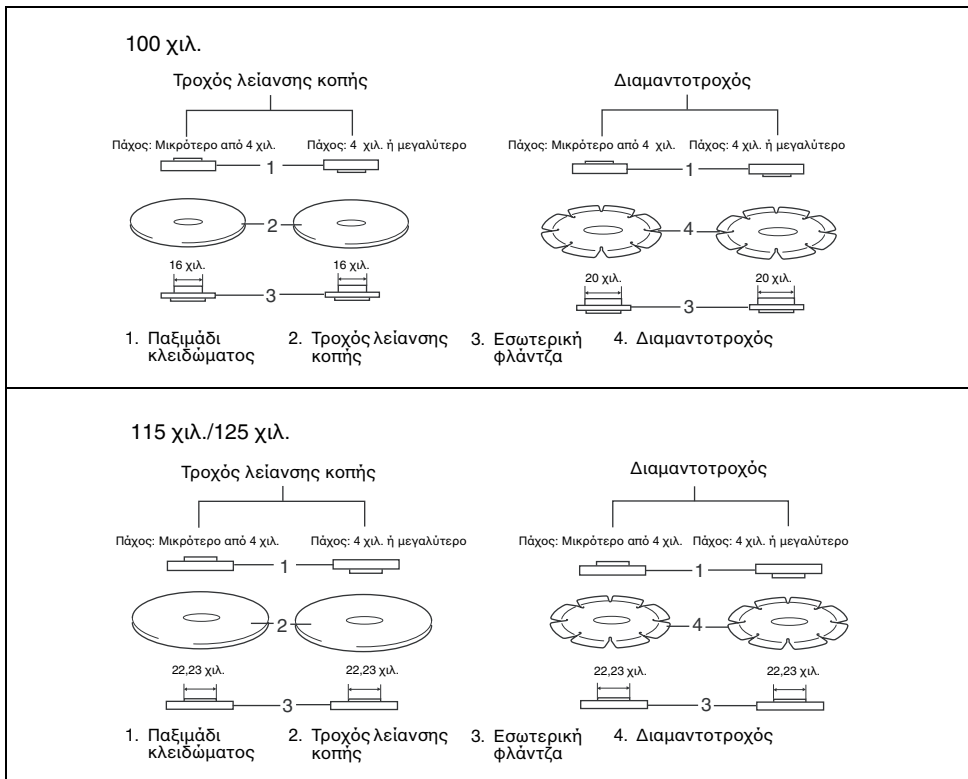 100 χιλ.
Τροχός λείανσης κοπής
Διαμαντοτροχός
Πάχος: Μικρότερο από 4 χιλ.
Πάχος: 4 χιλ. ή μεγαλύτερο
Πάχος: Μικρότερο από 4 χιλ.
Πάχος: 4 χιλ. ή μεγαλύτερο
1
1
2
4
16 χιλ.
16 χιλ.
20 χιλ.
20 χιλ.
3
3
1. Παξιμάδι
κλειδώματος
2. Τροχός λείανσης
κοπής
3. Εσωτερική
φλάντζα
4. Διαμαντοτροχός
115 χιλ./125 χιλ.
Τροχός λείανσης κοπής
Διαμαντοτροχός
Πάχος: Μικρότερο από 4 χιλ.
Πάχος: 4 χιλ. ή μεγαλύτερο
Πάχος: Μικρότερο από 4 χιλ.
Πάχος: 4 χιλ. ή μεγαλύτερο
1
1
2
4
22,23 χιλ.
22,23 χιλ.
22,23 χιλ.
22,23 χιλ.
3
3
1. Παξιμάδι
κλειδώματος
2. Τροχός λείανσης
κοπής
3. Εσωτερική
φλάντζα
4. Διαμαντοτροχός